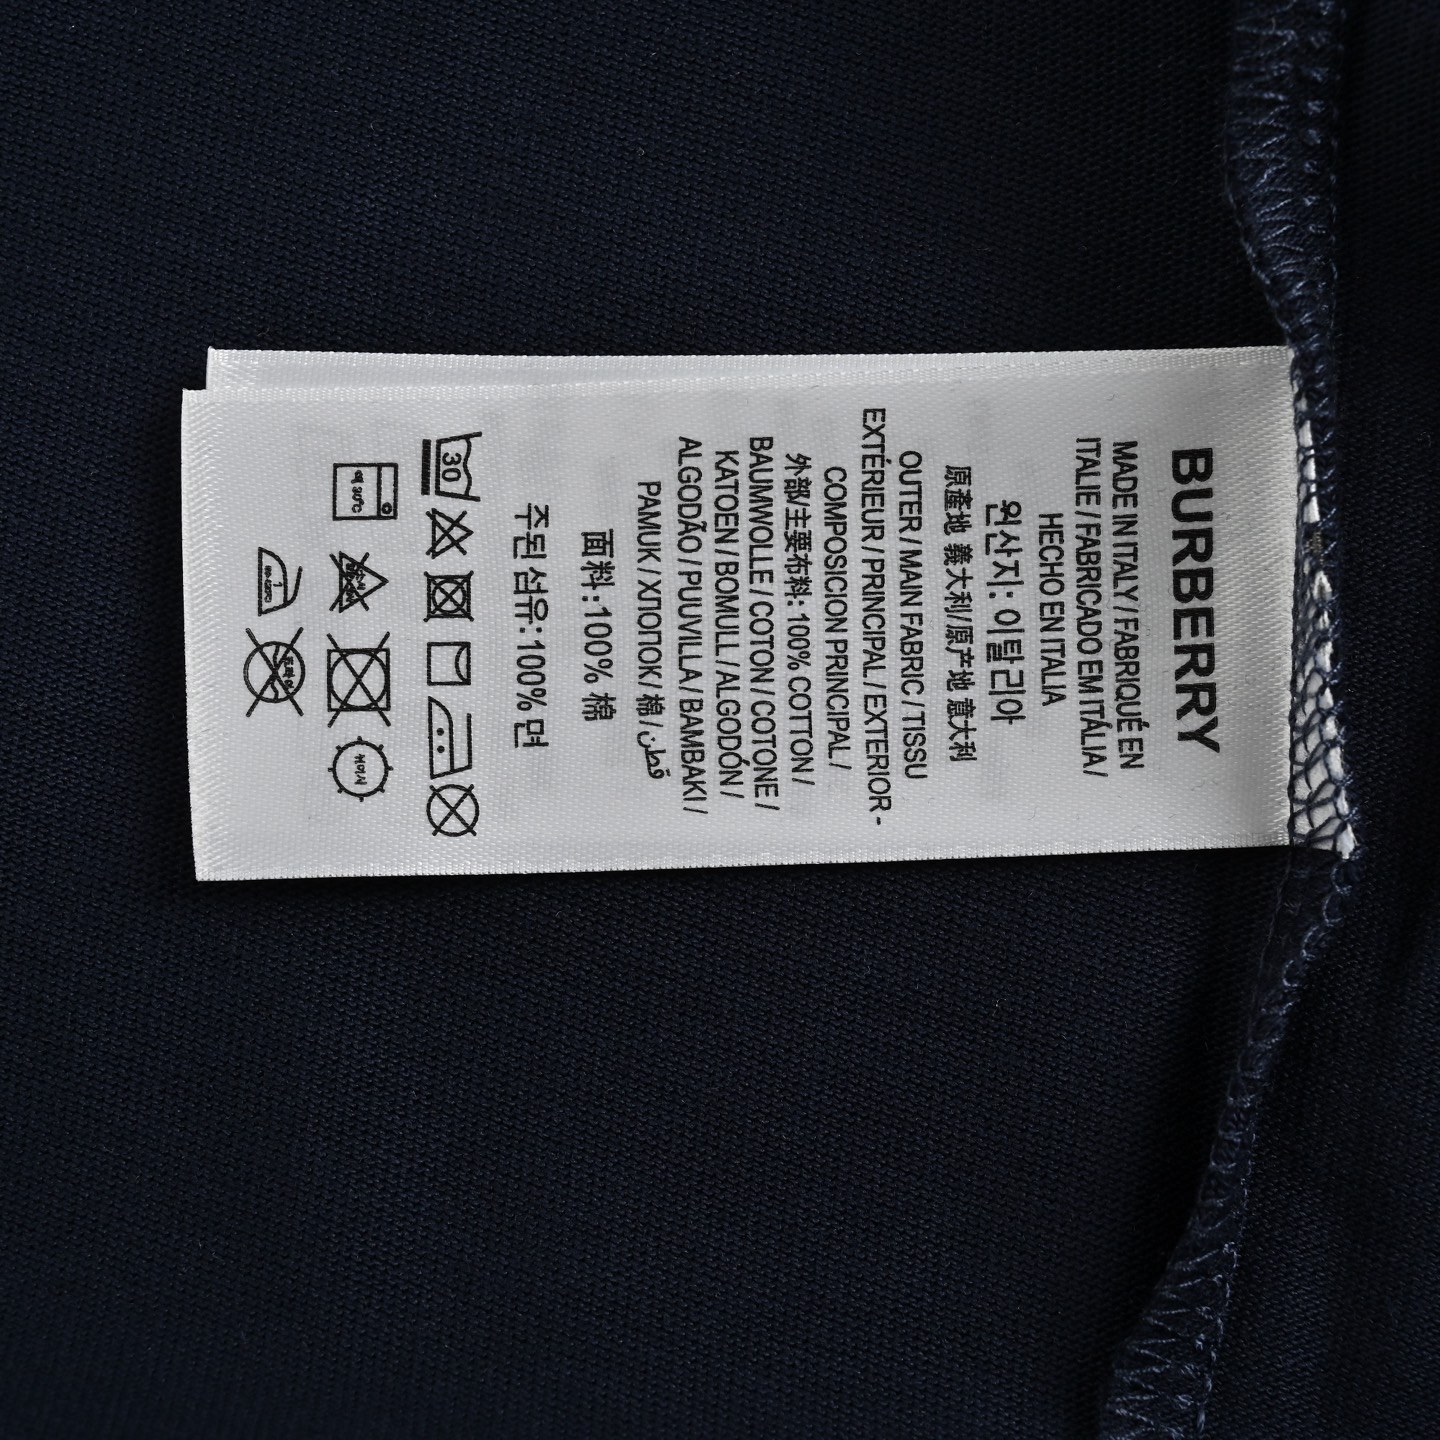 BURBERRY
MADE IN ITALY / FABRIQUÉ EN
ITALIE / FABRICADO EM ITÁLIA /
HECHO EN ITALIA
원산지: 이탈리아
原產地 義大利/原产地 意大利
OUTER / MAIN FABRIC / TISSU
EXTÉRIEUR / PRINCIPAL / EXTERIOR -
COMPOSICION PRINCIPAL /
外部/主要布料: 100% COTTON /
BAUMWOLLE / COTON / COTONE /
KATOEN / BOMULL / ALGODÓN /
ALGODÃO / PUUVILLA / BAMBAKI /
PAMUK / ХЛОПОК / 棉 / قطن
面料:100% 棉
주된 섬유:100% 면
30
약 30℃
1